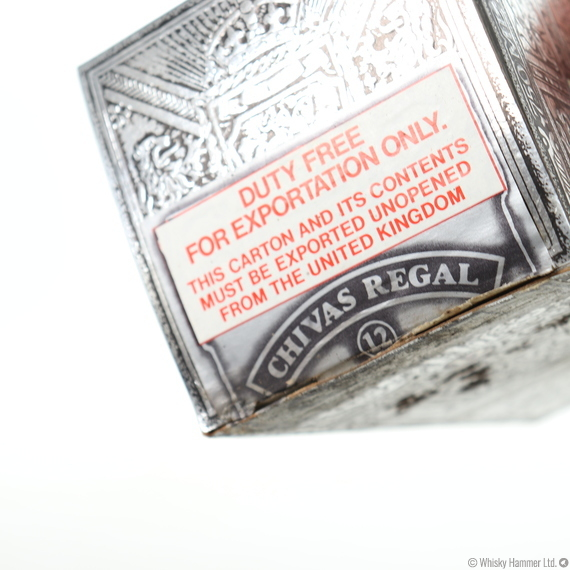 DUTY FREE
FOR EXPORTATION ONLY.
THIS CARTON AND ITS CONTENTS
MUST BE EXPORTED UNOPENED
FROM THE UNITED KINGDOM
CHIVAS REGAL
12
© Whisky Hammer Ltd.